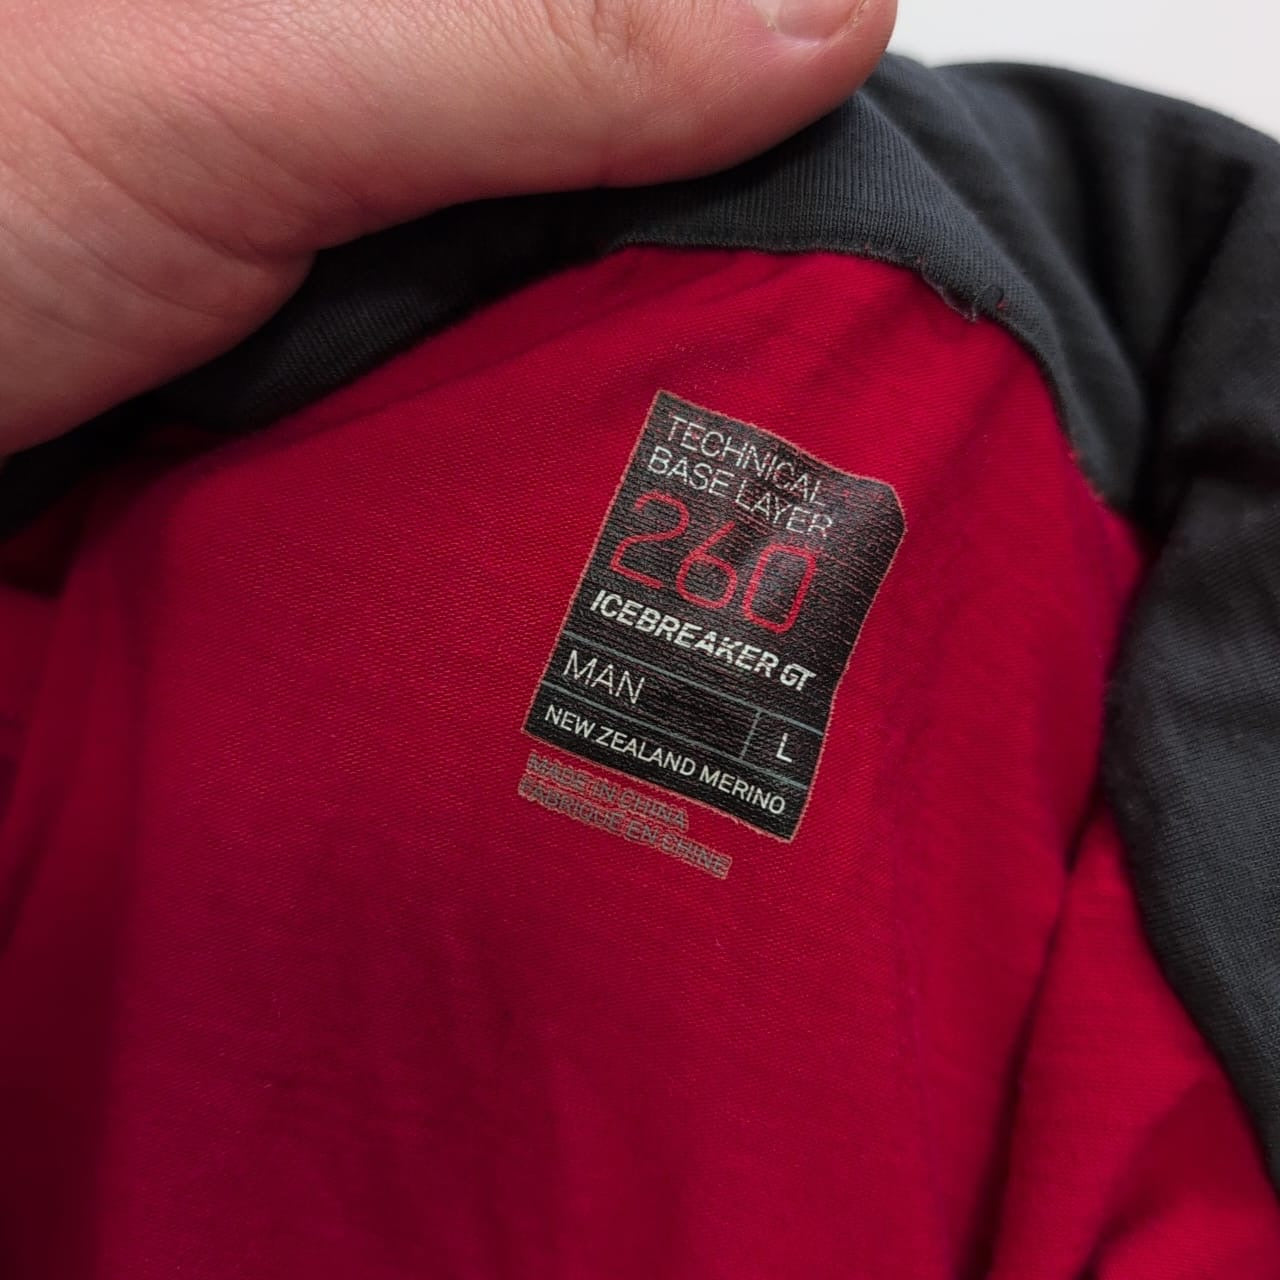 TECHNICAL
BASE LAYER
260
ICEBREAKER GT
MAN
L
NEW ZEALAND MERINO
MADE IN CHINA
FABRIQUÉ EN CHINE